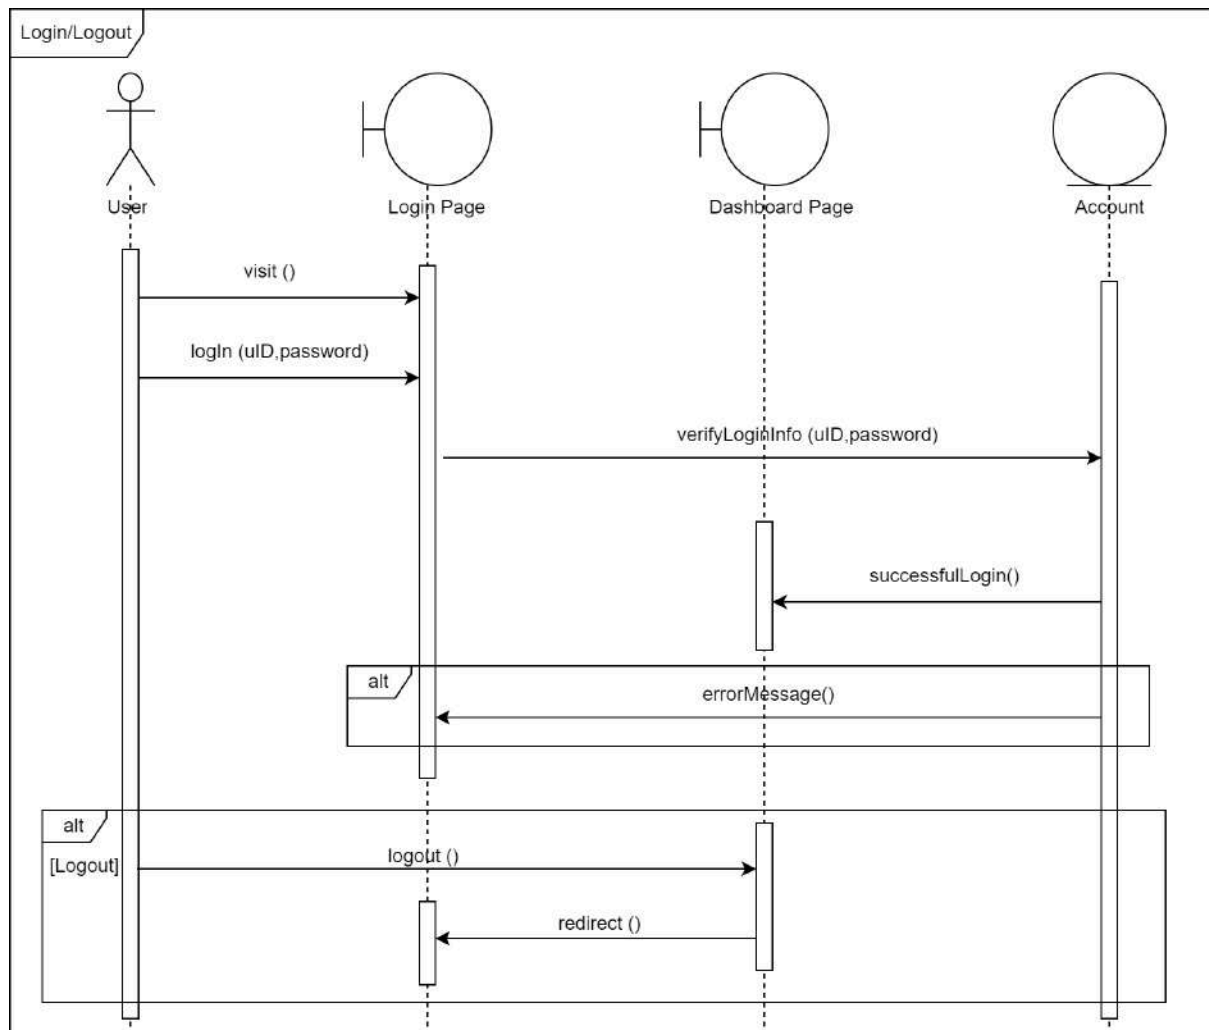 Login/Logout
User
Login Page
Dashboard Page
Account
visit ()
logIn (uID,password)
verifyLoginInfo (uID,password)
successfulLogin()
alt
errorMessage()
alt
[Logout]
logout ()
redirect ()